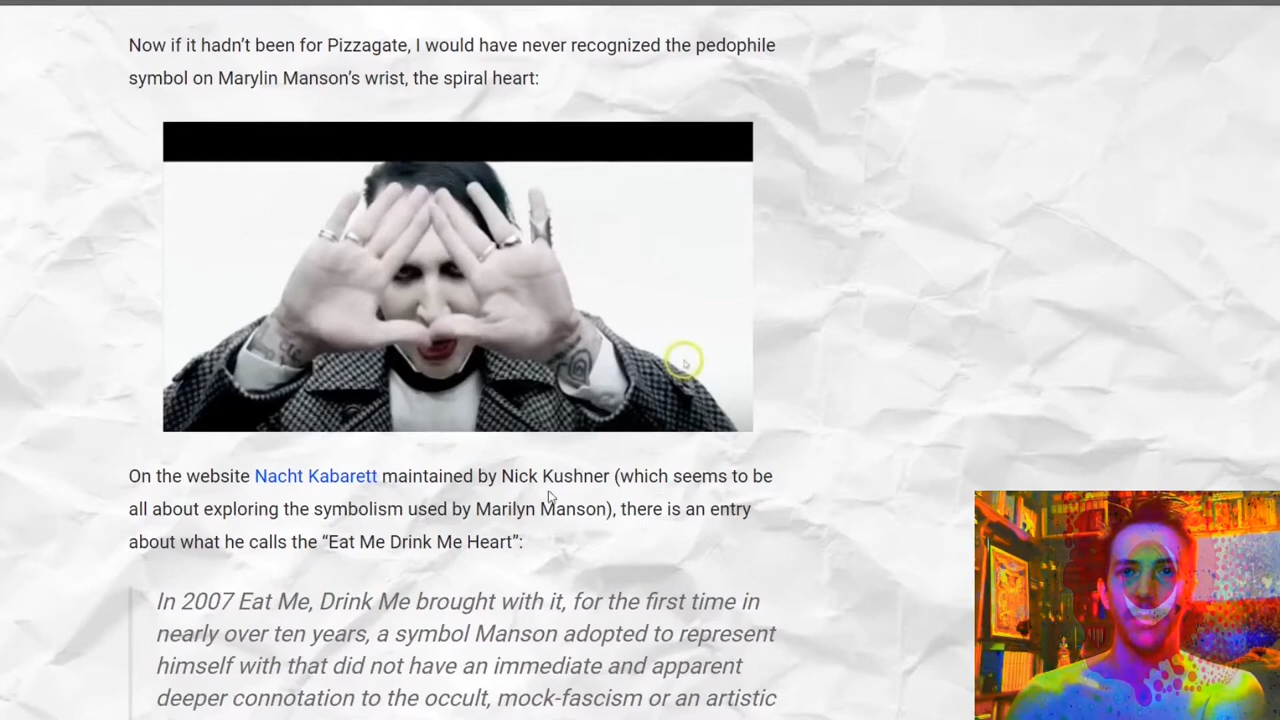 Now if it hadn’t been for Pizzagate, I would have never recognized the pedophile
symbol on Marylin Manson’s wrist, the spiral heart:
On the website Nacht Kabarett maintained by Nick Kushner (which seems to be
all about exploring the symbolism used by Marilyn Manson), there is an entry
about what he calls the “Eat Me Drink Me Heart”:
In 2007 Eat Me, Drink Me brought with it, for the first time in
nearly over ten years, a symbol Manson adopted to represent
himself with that did not have an immediate and apparent
deeper connotation to the occult, mock-fascism or an artistic